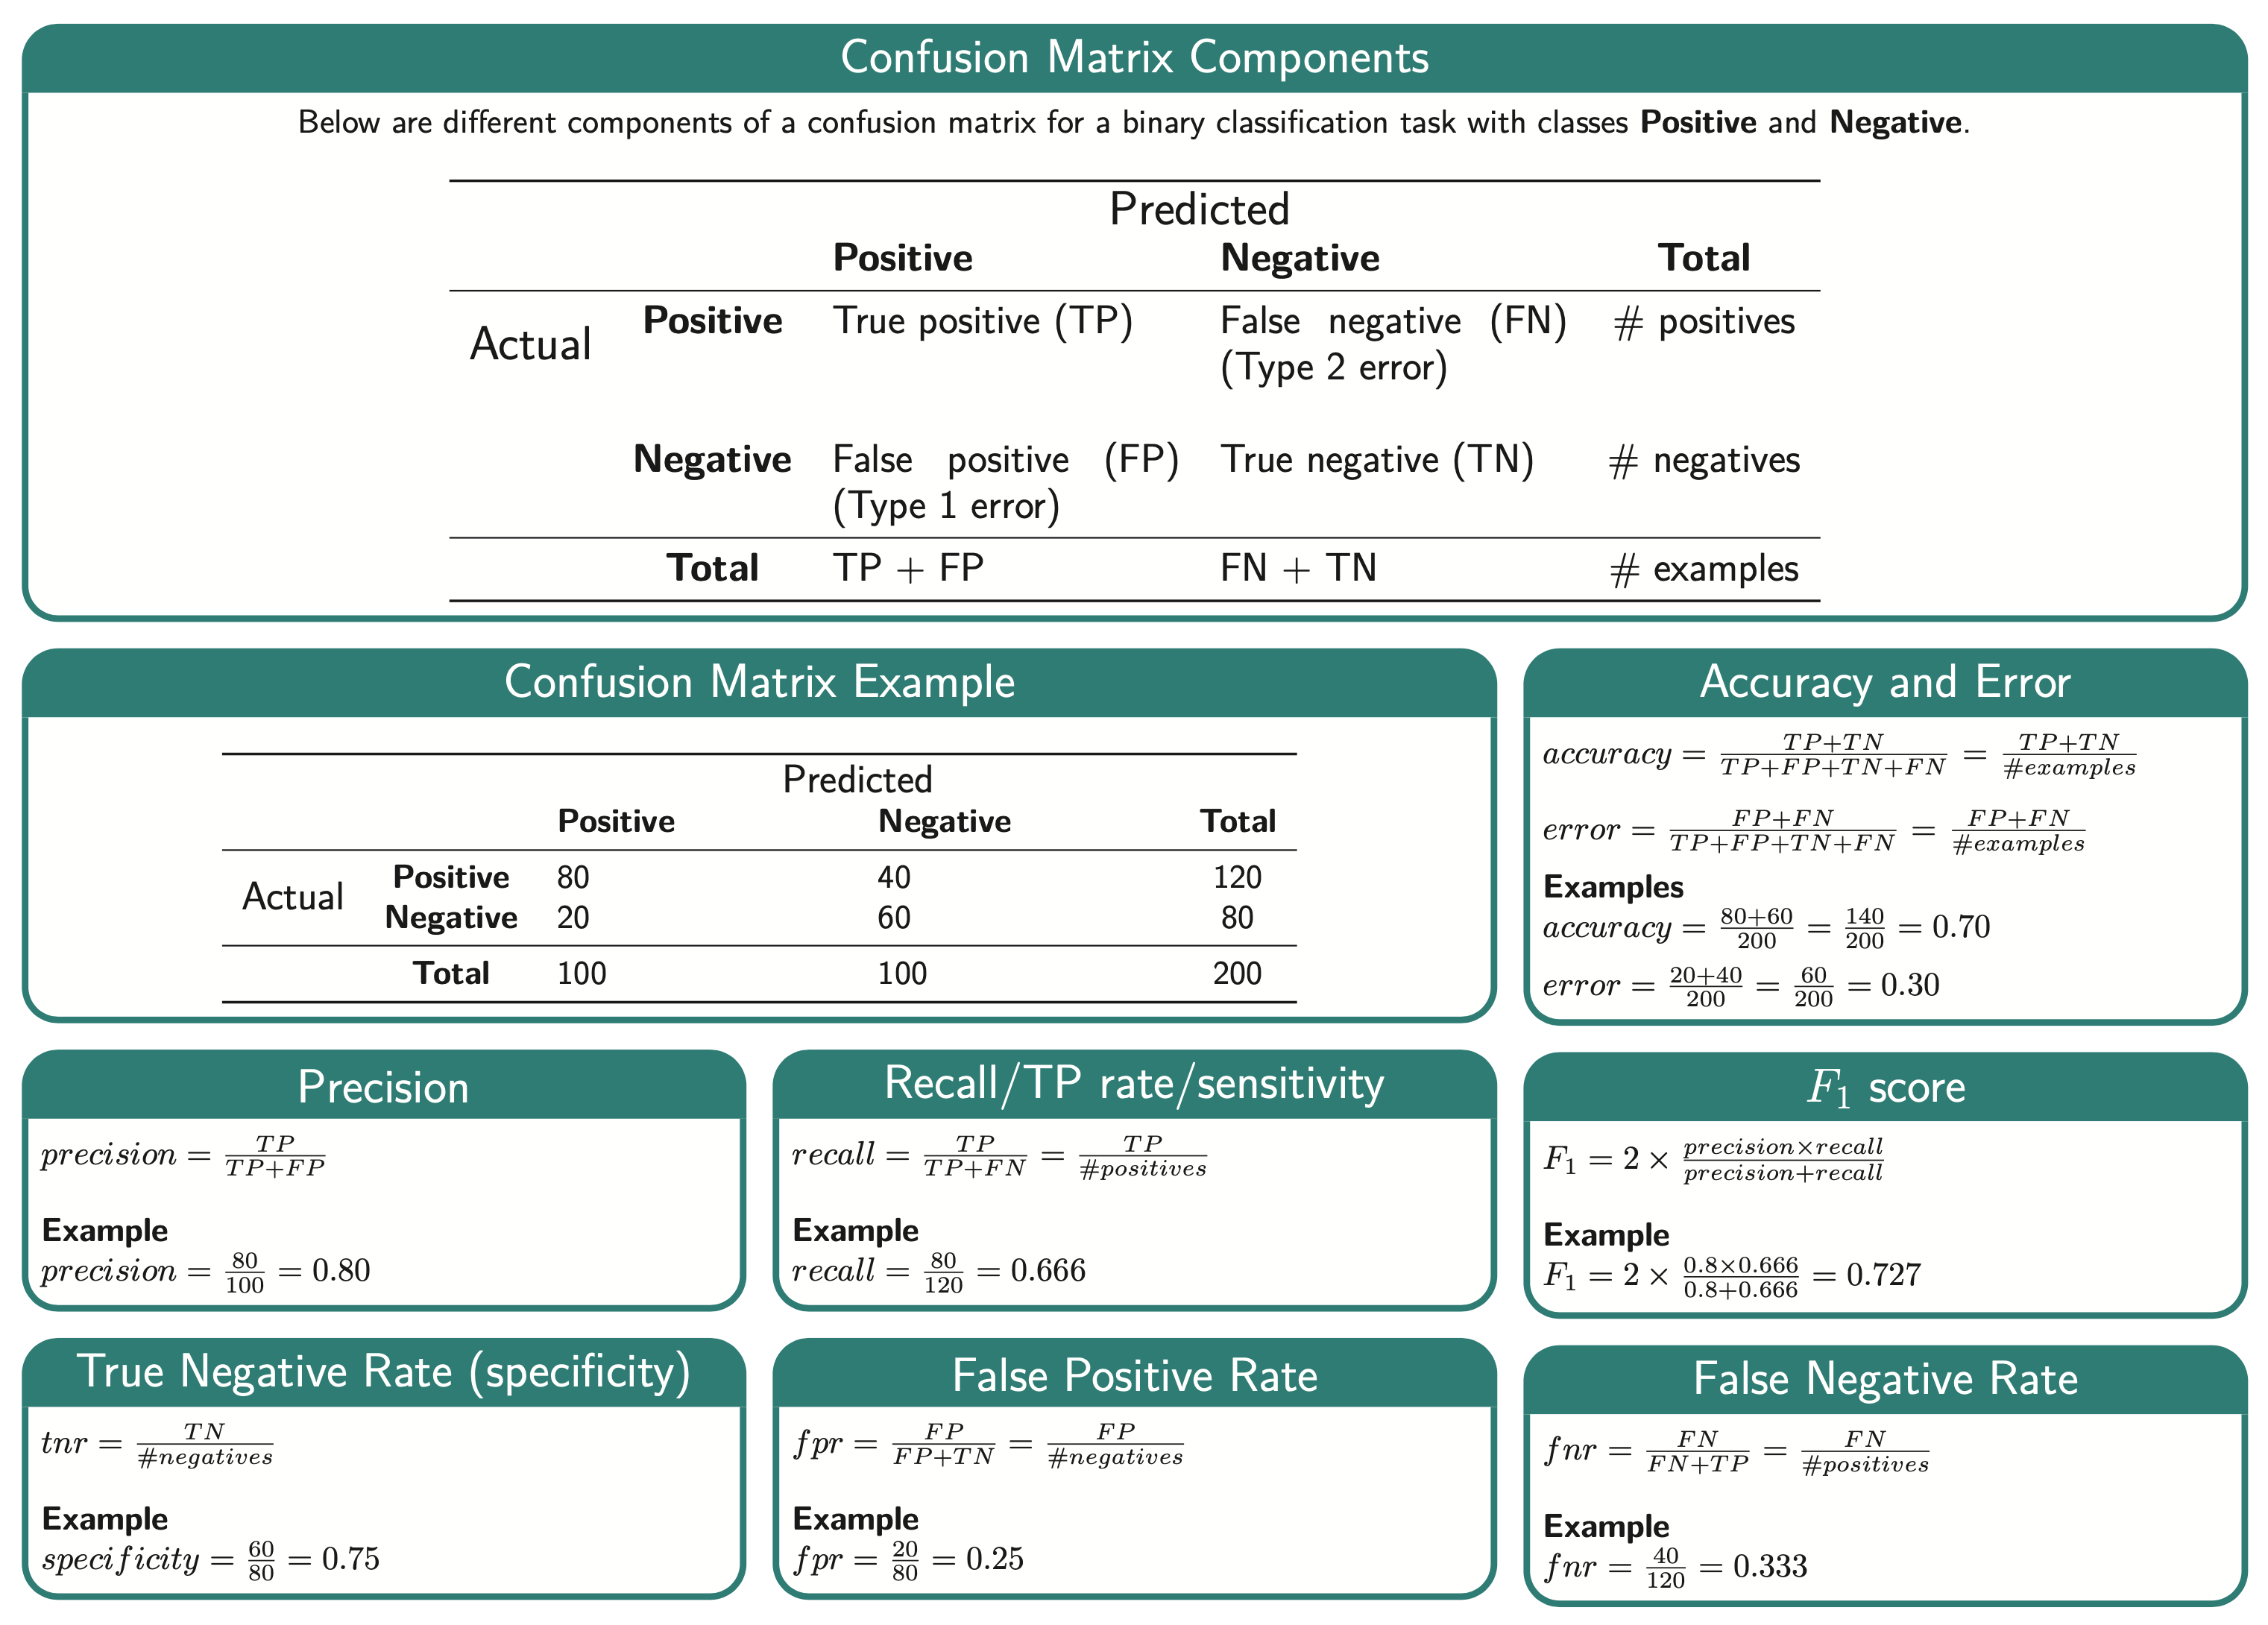 Confusion Matrix Components
Below are different components of a confusion matrix for a binary classification task with classes Positive and Negative.
Predicted
Positive Negative Total
Actual Positive True positive (TP) False negative (FN) # positives
(Type 2 error)
Negative False positive (FP) True negative (TN) # negatives
(Type 1 error)
Total TP + FP FN + TN # examples
Confusion Matrix Example
Predicted
Positive Negative Total
Actual Positive 80 40 120
Negative 20 60 80
Total 100 100 200
Accuracy and Error
accuracy = \frac{TP+TN}{TP+FP+TN+FN} = \frac{TP+TN}{\#examples}
error = \frac{FP+FN}{TP+FP+TN+FN} = \frac{FP+FN}{\#examples}
Examples
accuracy = \frac{80+60}{200} = \frac{140}{200} = 0.70
error = \frac{20+40}{200} = \frac{60}{200} = 0.30
Precision
precision = \frac{TP}{TP+FP}
Example
precision = \frac{80}{100} = 0.80
Recall/TP rate/sensitivity
recall = \frac{TP}{TP+FN} = \frac{TP}{\#positives}
Example
recall = \frac{80}{120} = 0.666
F_1 score
F_1 = 2 × \frac{precision×recall}{precision+recall}
Example
F_1 = 2 × \frac{0.8×0.666}{0.8+0.666} = 0.727
True Negative Rate (specificity)
tnr = \frac{TN}{\#negatives}
Example
specificity = \frac{60}{80} = 0.75
False Positive Rate
fpr = \frac{FP}{FP+TN} = \frac{FP}{\#negatives}
Example
fpr = \frac{20}{80} = 0.25
False Negative Rate
fnr = \frac{FN}{FN+TP} = \frac{FN}{\#positives}
Example
fnr = \frac{40}{120} = 0.333